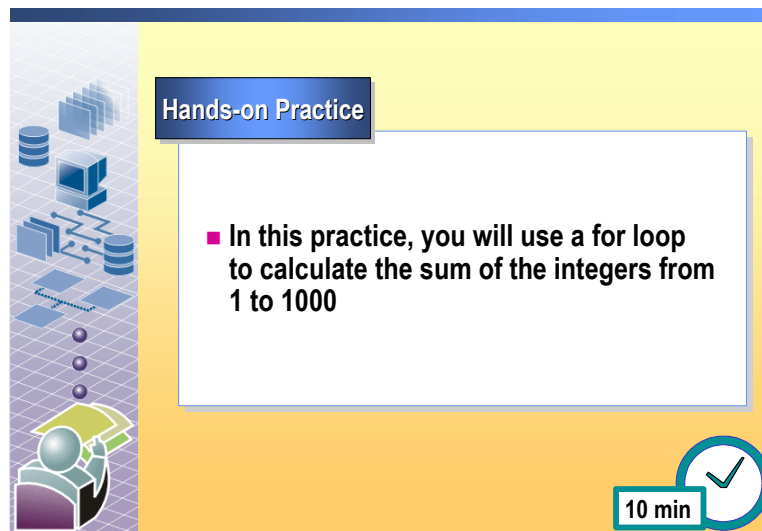 Hands-on Practice
■ In this practice, you will use a for loop
to calculate the sum of the integers from
1 to 1000
10 min